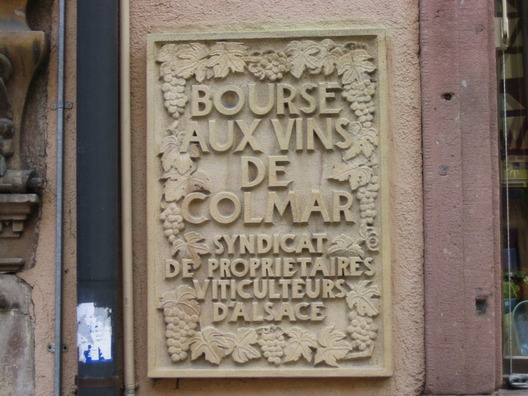 BOURSE
AUX VINS
DE
COLMAR
SYNDICAT
DE PROPRIETAIRES
VITICULTEURS
D'ALSACE